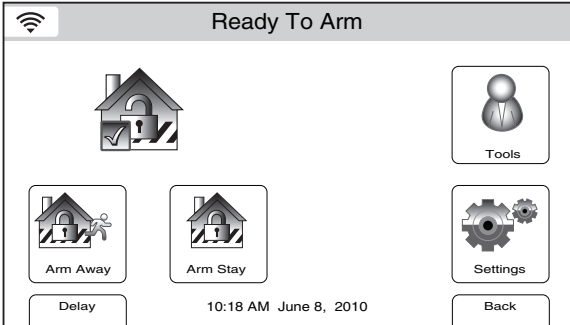 Ready To Arm
Tools
Arm Away
Arm Stay
Settings
Delay
10:18 AM June 8, 2010
Back